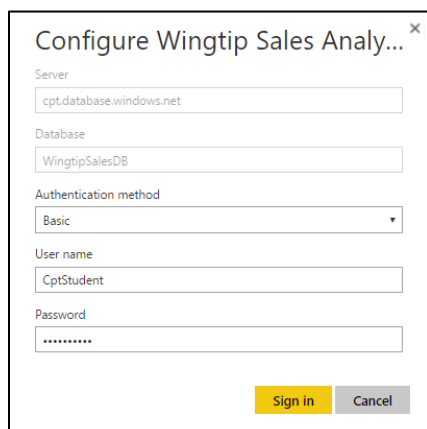 Configure Wingtip Sales Analy...
Server
cpt.database.windows.net
Database
WingtipSalesDB
Authentication method
Basic
User name
CptStudent
Password
••••••••••
Sign in Cancel